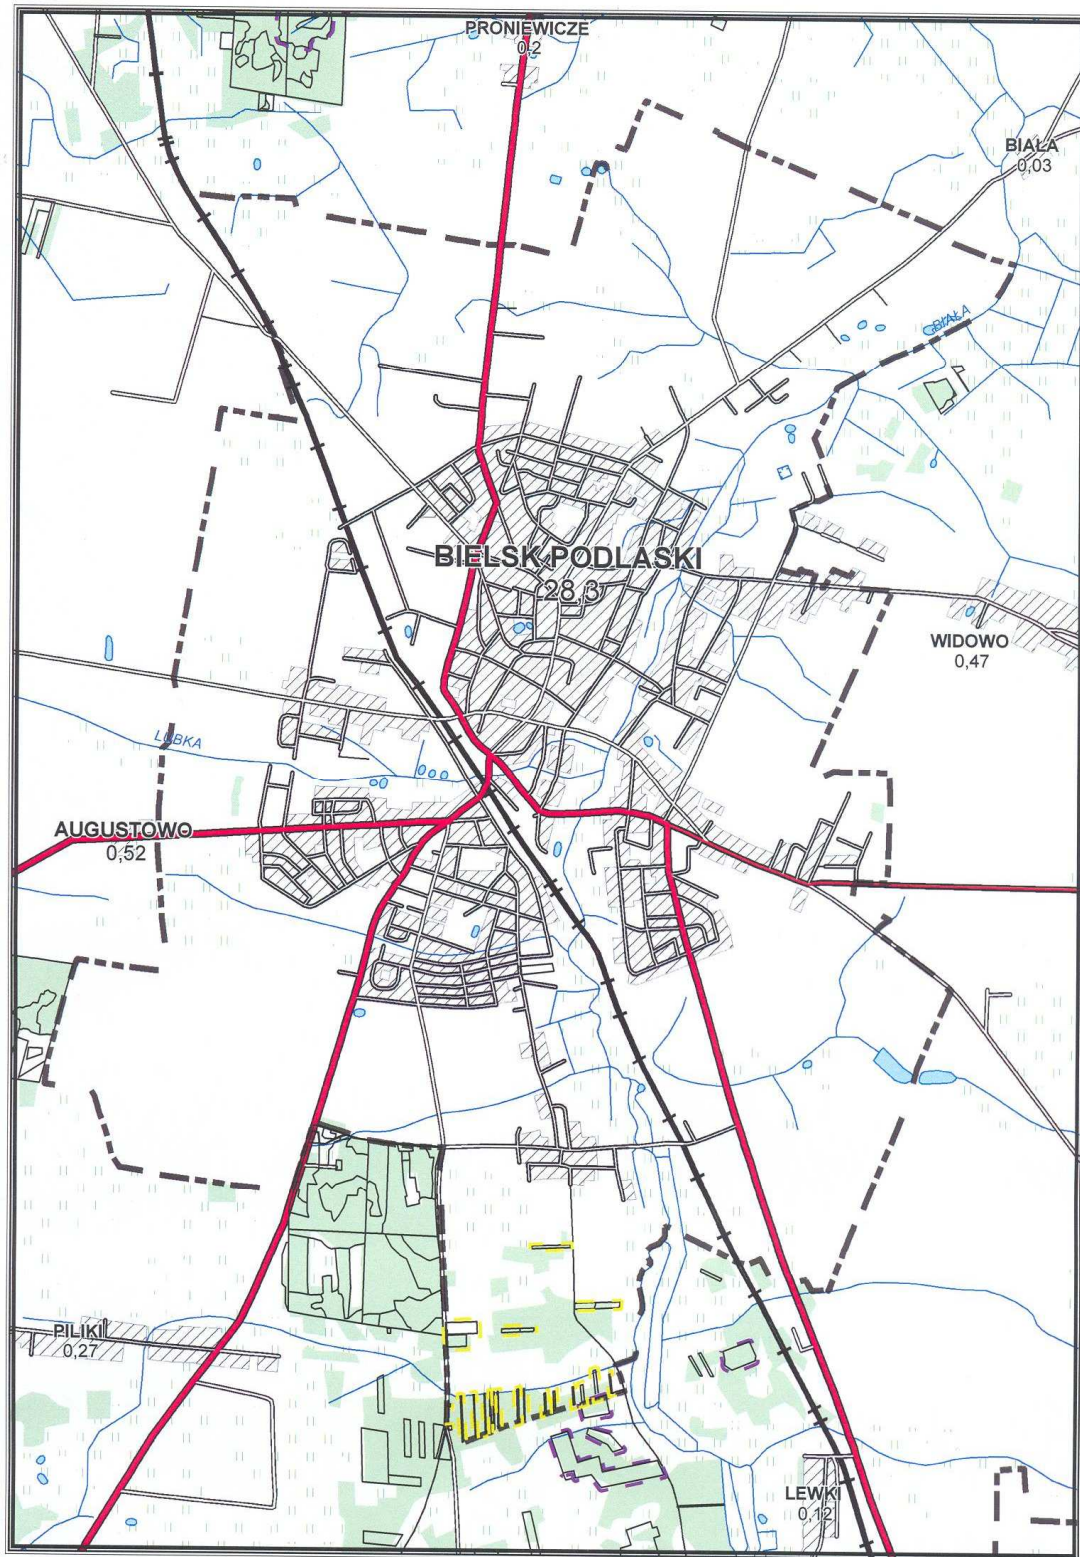 PRONIEWICZE
0,2
BIAŁA
0,03
BIAŁA
BIELSK PODLASKI
28,3
WIDOWO
0,47
LUBKA
AUGUSTOWO
0,52
PILIKI
0,27
LEWKI
0,12